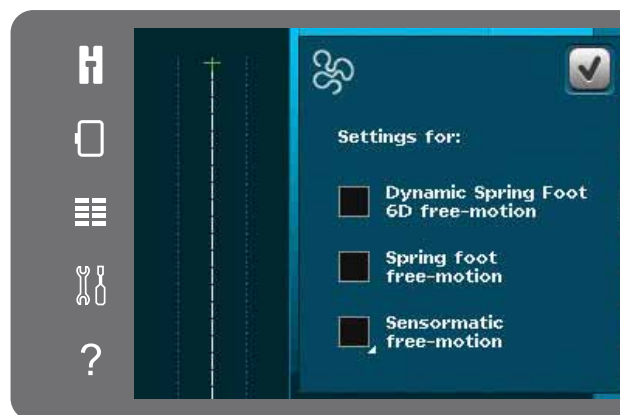 Settings for:
Dynamic Spring Foot
6D free-motion
Spring foot
free-motion
Sensormatic
free-motion
?